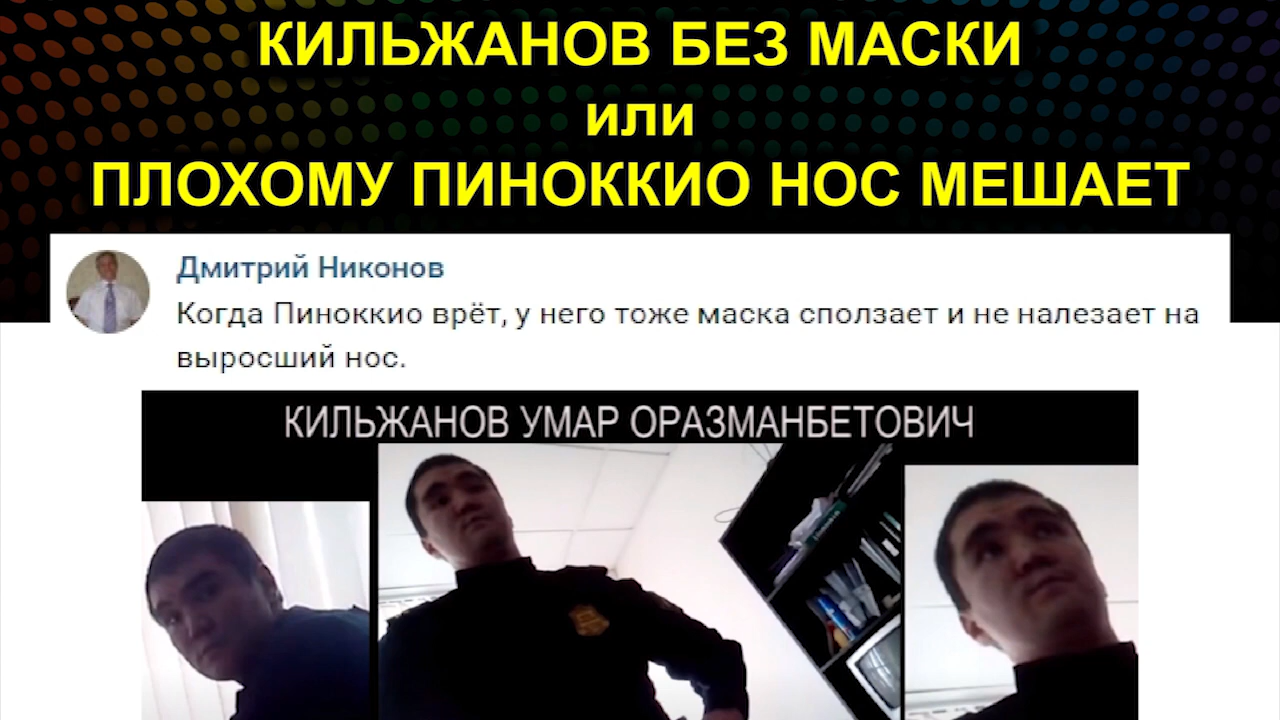 КИЛЬЖАНОВ БЕЗ МАСКИ
или
ПЛОХОМУ ПИНОККИО НОС МЕШАЕТ
Дмитрий Никонов
Когда Пиноккио врёт, у него тоже маска сползает и не налезает на
выросший нос.
КИЛЬЖАНОВ УМАР ОРАЗМАНБЕТОВИЧ